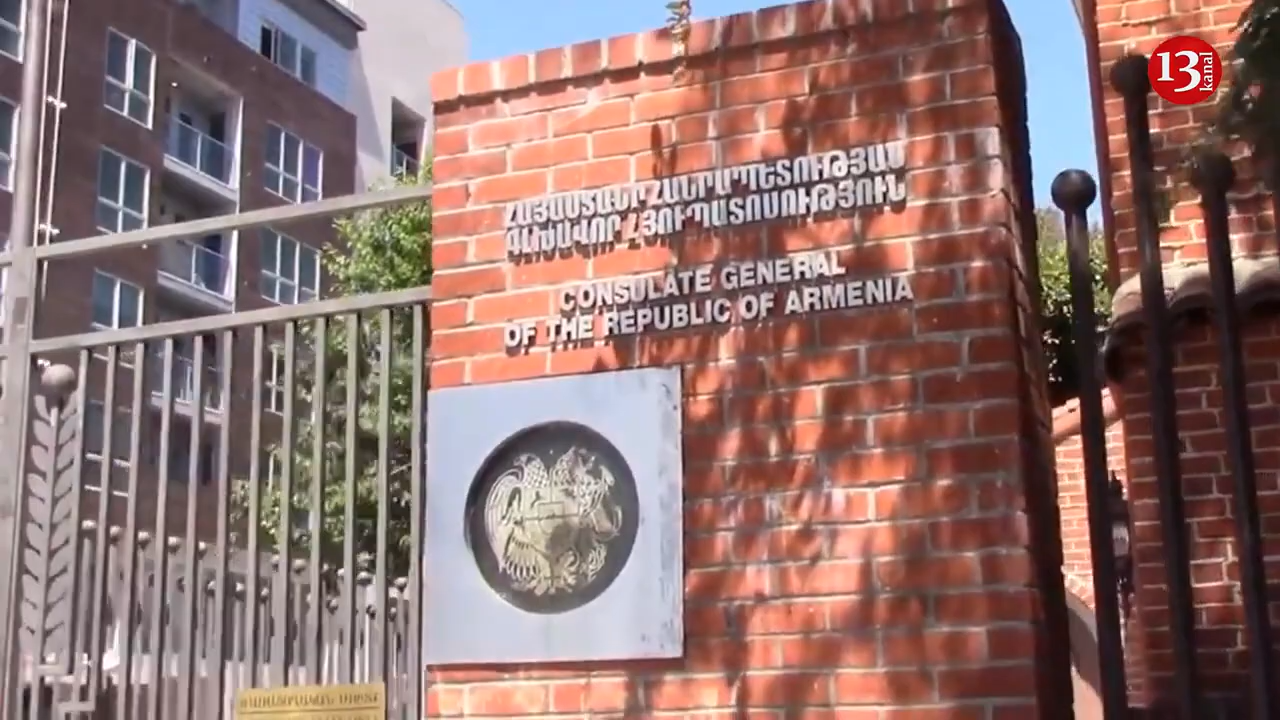 13
kanal
ՀԱՅԱՍՏԱՆԻ ՀԱՆՐԱՊԵՏՈՒԹՅԱՆ
ԳԼԽԱՎՈՐ ՀՅՈՒՊԱՏՈՍՈՒԹՅՈՒՆ
CONSULATE GENERAL
OF THE REPUBLIC OF ARMENIA